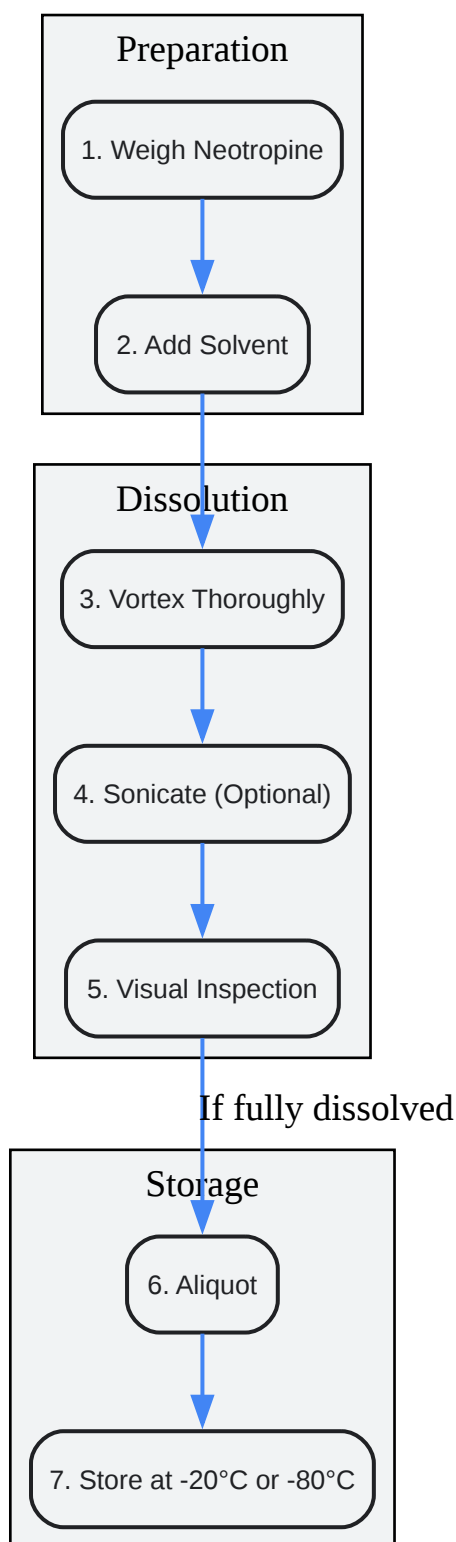 Preparation
1. Weigh Neotropine
2. Add Solvent
Dissolution
3. Vortex Thoroughly
4. Sonicate (Optional)
5. Visual Inspection
If fully dissolved
Storage
6. Aliquot
7. Store at -20°C or -80°C